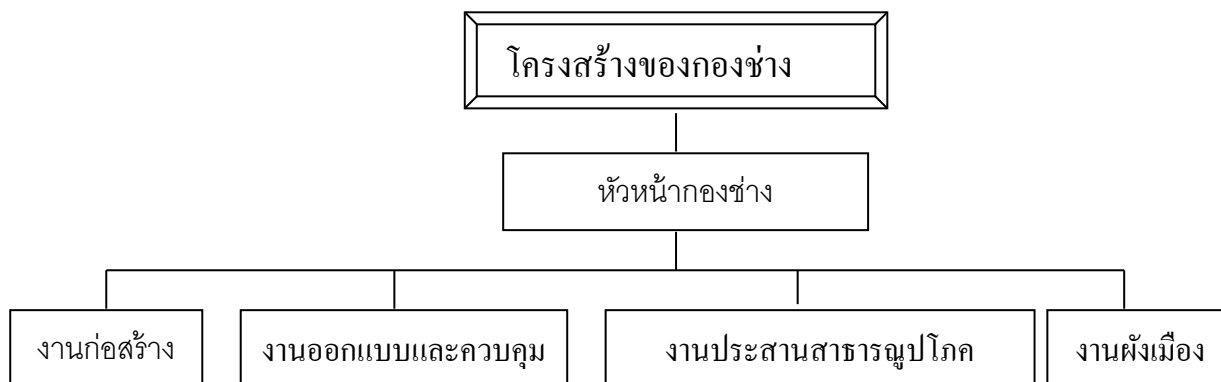 โครงสร้างของกองช่าง
หัวหน้ากองช่าง
งานก่อสร้าง
งานออกแบบและควบคุม
งานประสานสาธารณูปโภค
งานผังเมือง